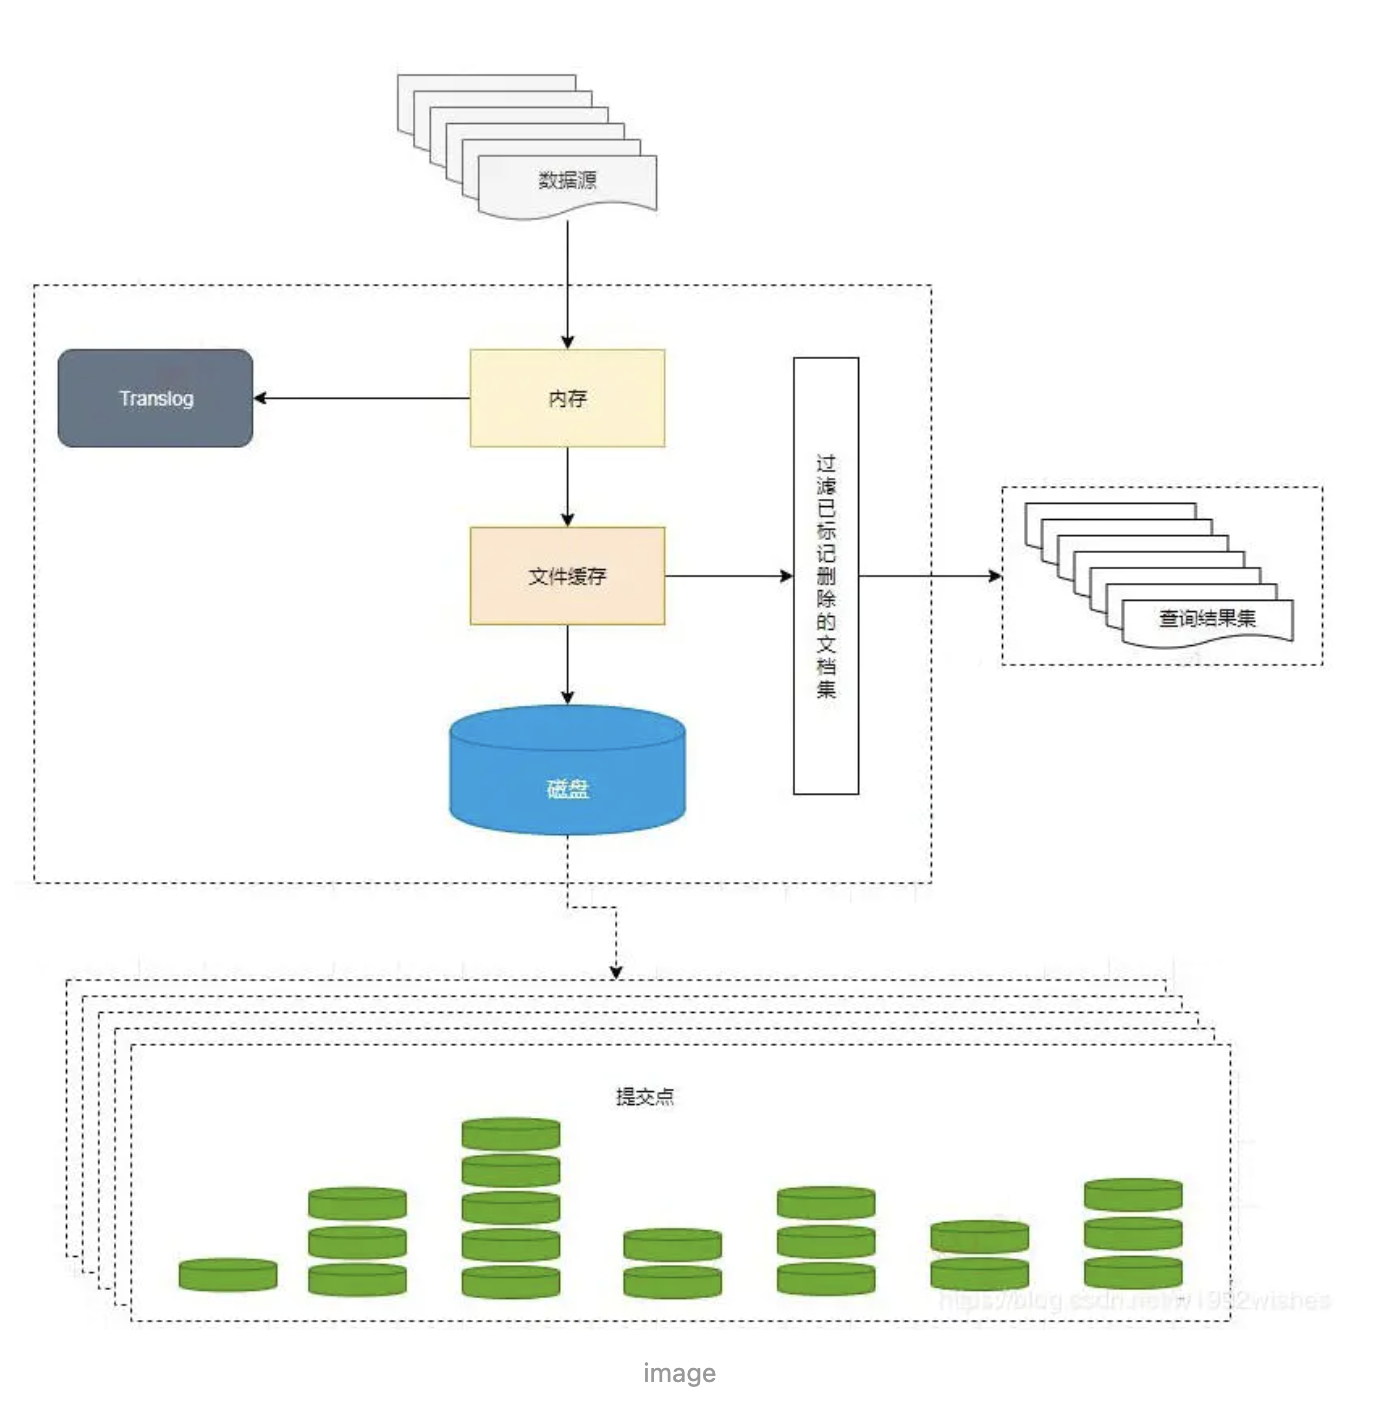 数据源
Translog
内存
文件缓存
过滤已标记删除的文档集
查询结果集
磁盘
提交点
https://blog.csdn.net/w1992wishes
image